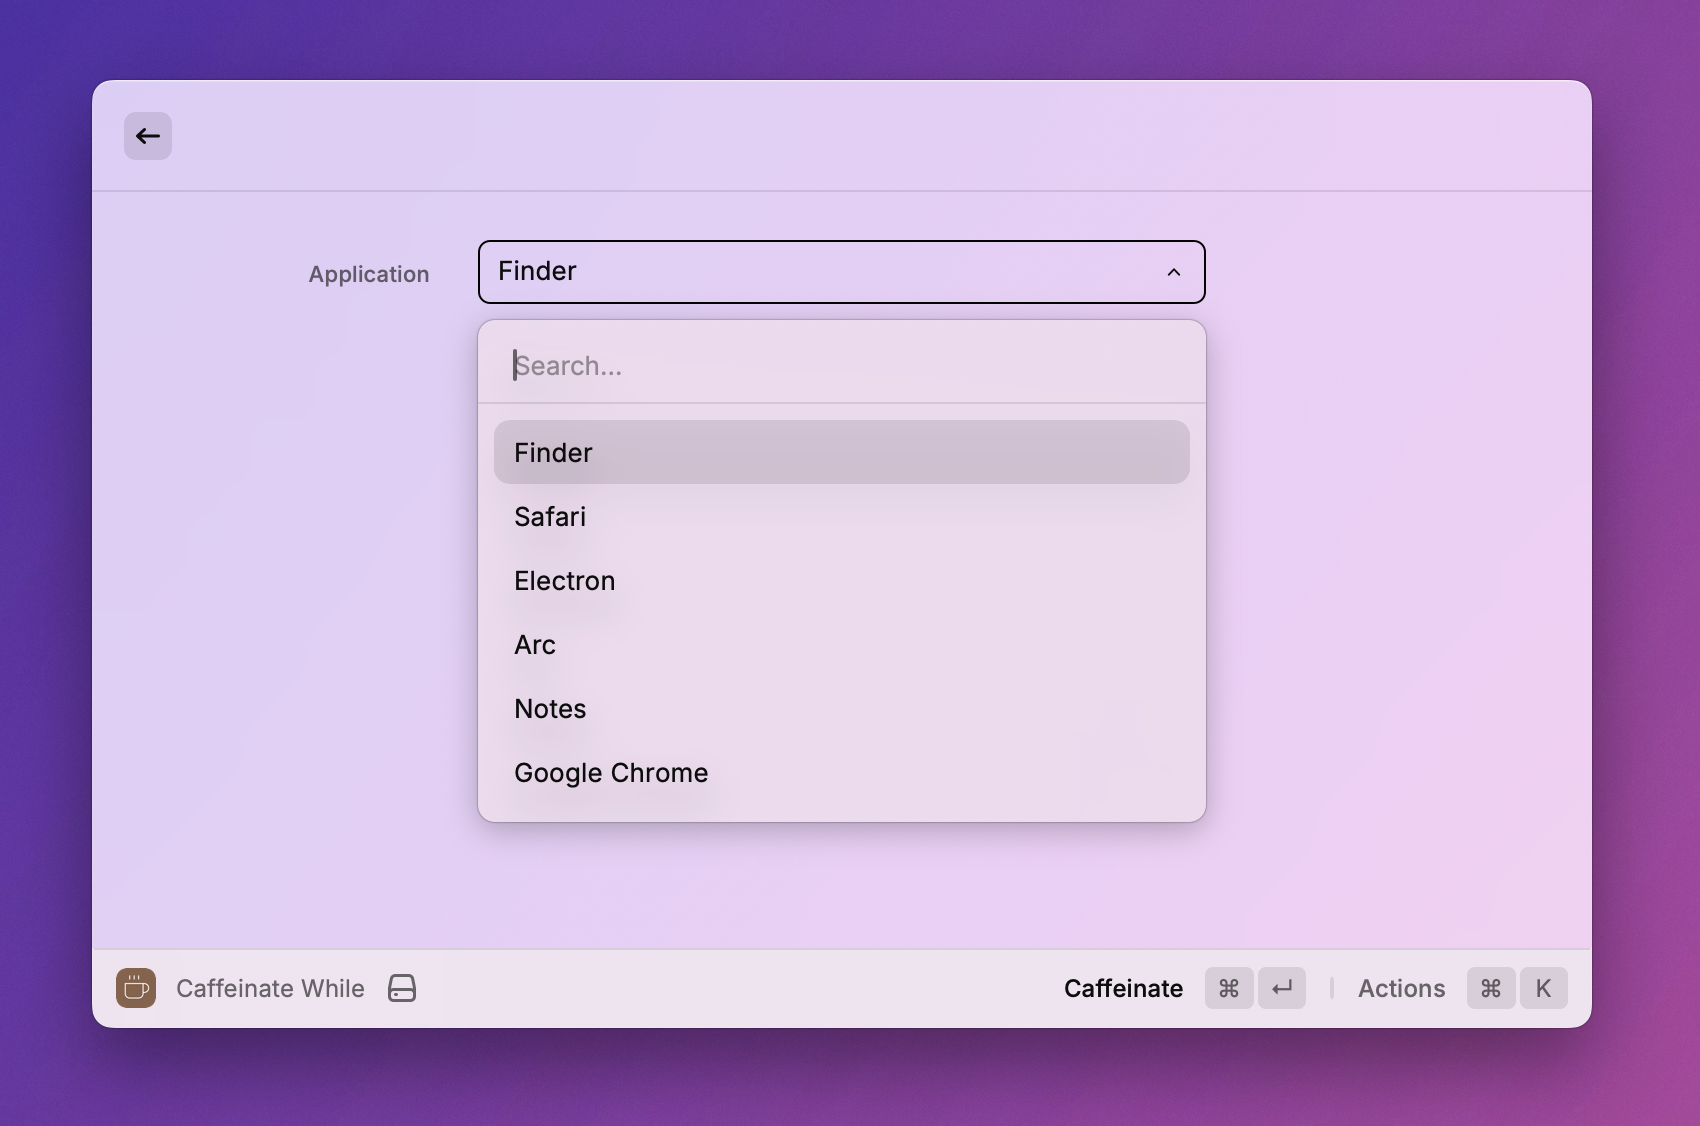 Application
Finder
Search...
Finder
Safari
Electron
Arc
Notes
Google Chrome
Caffeinate While
Caffeinate ⌘ ↵
Actions ⌘ K